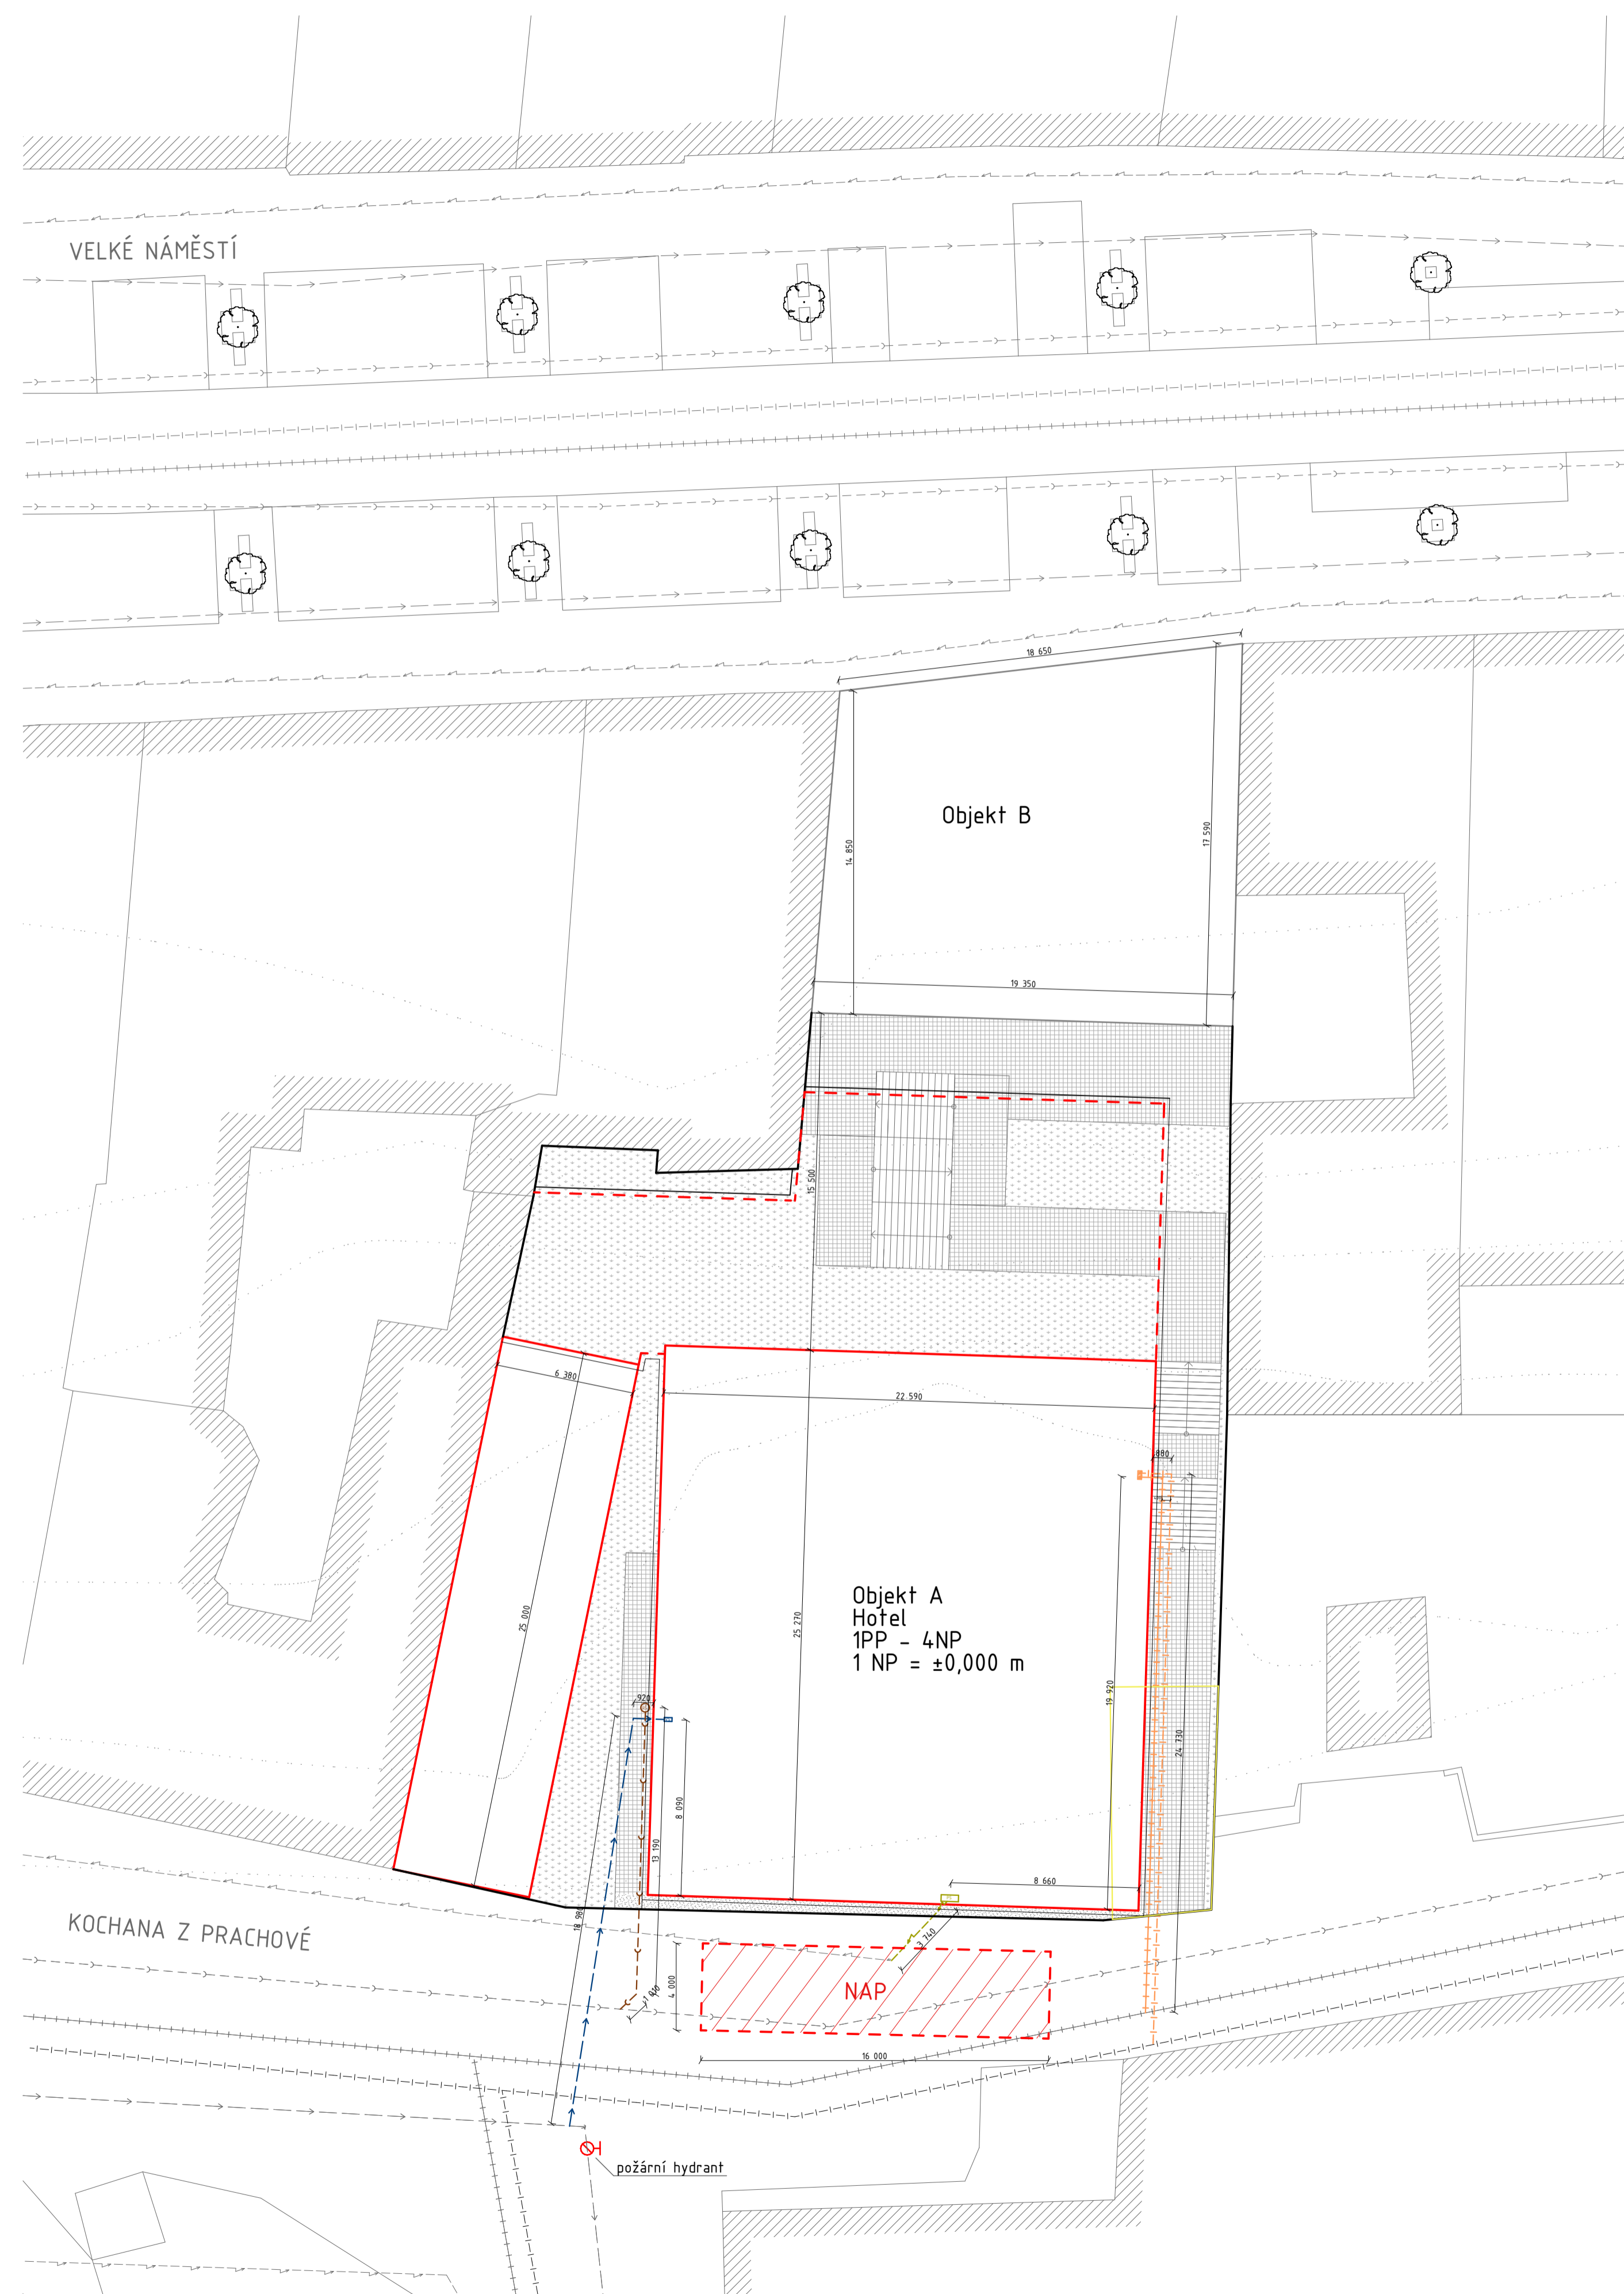 VELKÉ NÁMĚSTÍ
18 650
Objekt B
14 850
17 590
19 350
15 500
6 380
22 590
880
25 000
25 270
Objekt A
Hotel
1PP - 4NP
1 NP = ±0,000 m
19 920
920
24 730
8 090
13 190
8 660
KOCHANA Z PRACHOVÉ
3 740
4 000
NAP
16 000
požární hydrant